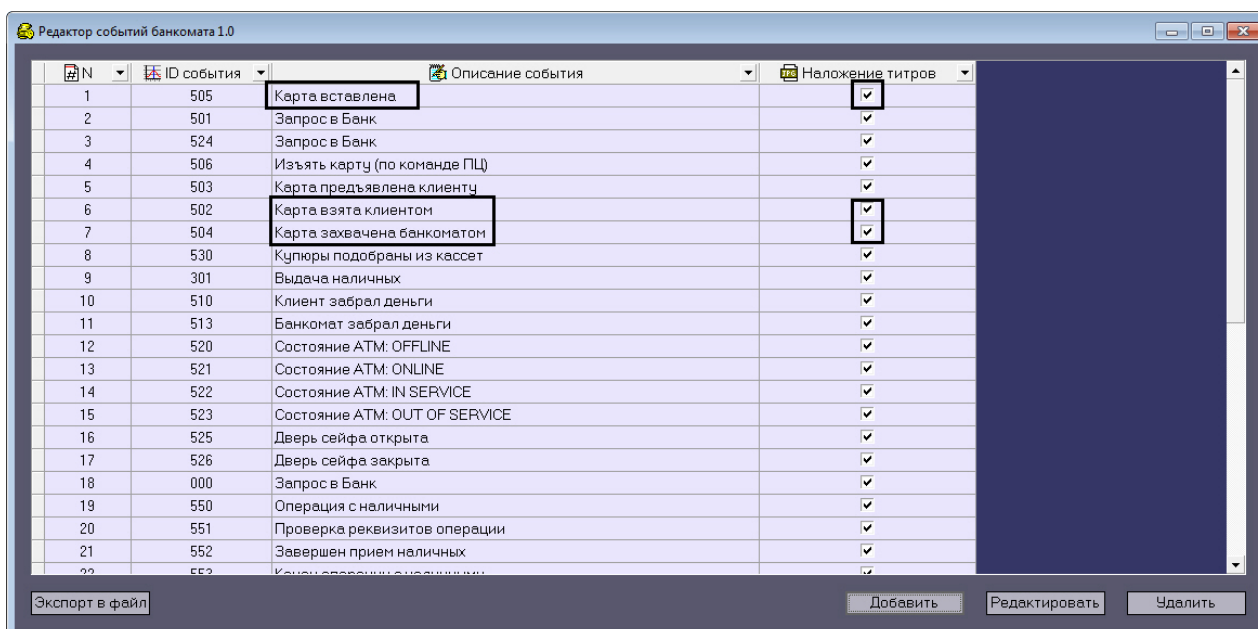 Редактор событий банкомата 1.0
N ID события Описание события Наложение титров
1 505 Карта вставлена
2 501 Запрос в Банк
3 524 Запрос в Банк
4 506 Изъять карту (по команде ПЦ)
5 503 Карта предъявлена клиенту
6 502 Карта взята клиентом
7 504 Карта захвачена банкоматом
8 530 Купюры подобраны из кассет
9 301 Выдача наличных
10 510 Клиент забрал деньги
11 513 Банкомат забрал деньги
12 520 Состояние ATM: OFFLINE
13 521 Состояние ATM: ONLINE
14 522 Состояние ATM: IN SERVICE
15 523 Состояние ATM: OUT OF SERVICE
16 525 Дверь сейфа открыта
17 526 Дверь сейфа закрыта
18 000 Запрос в Банк
19 550 Операция с наличными
20 551 Проверка реквизитов операции
21 552 Завершен прием наличных
Экспорт в файл Добавить Редактировать Удалить